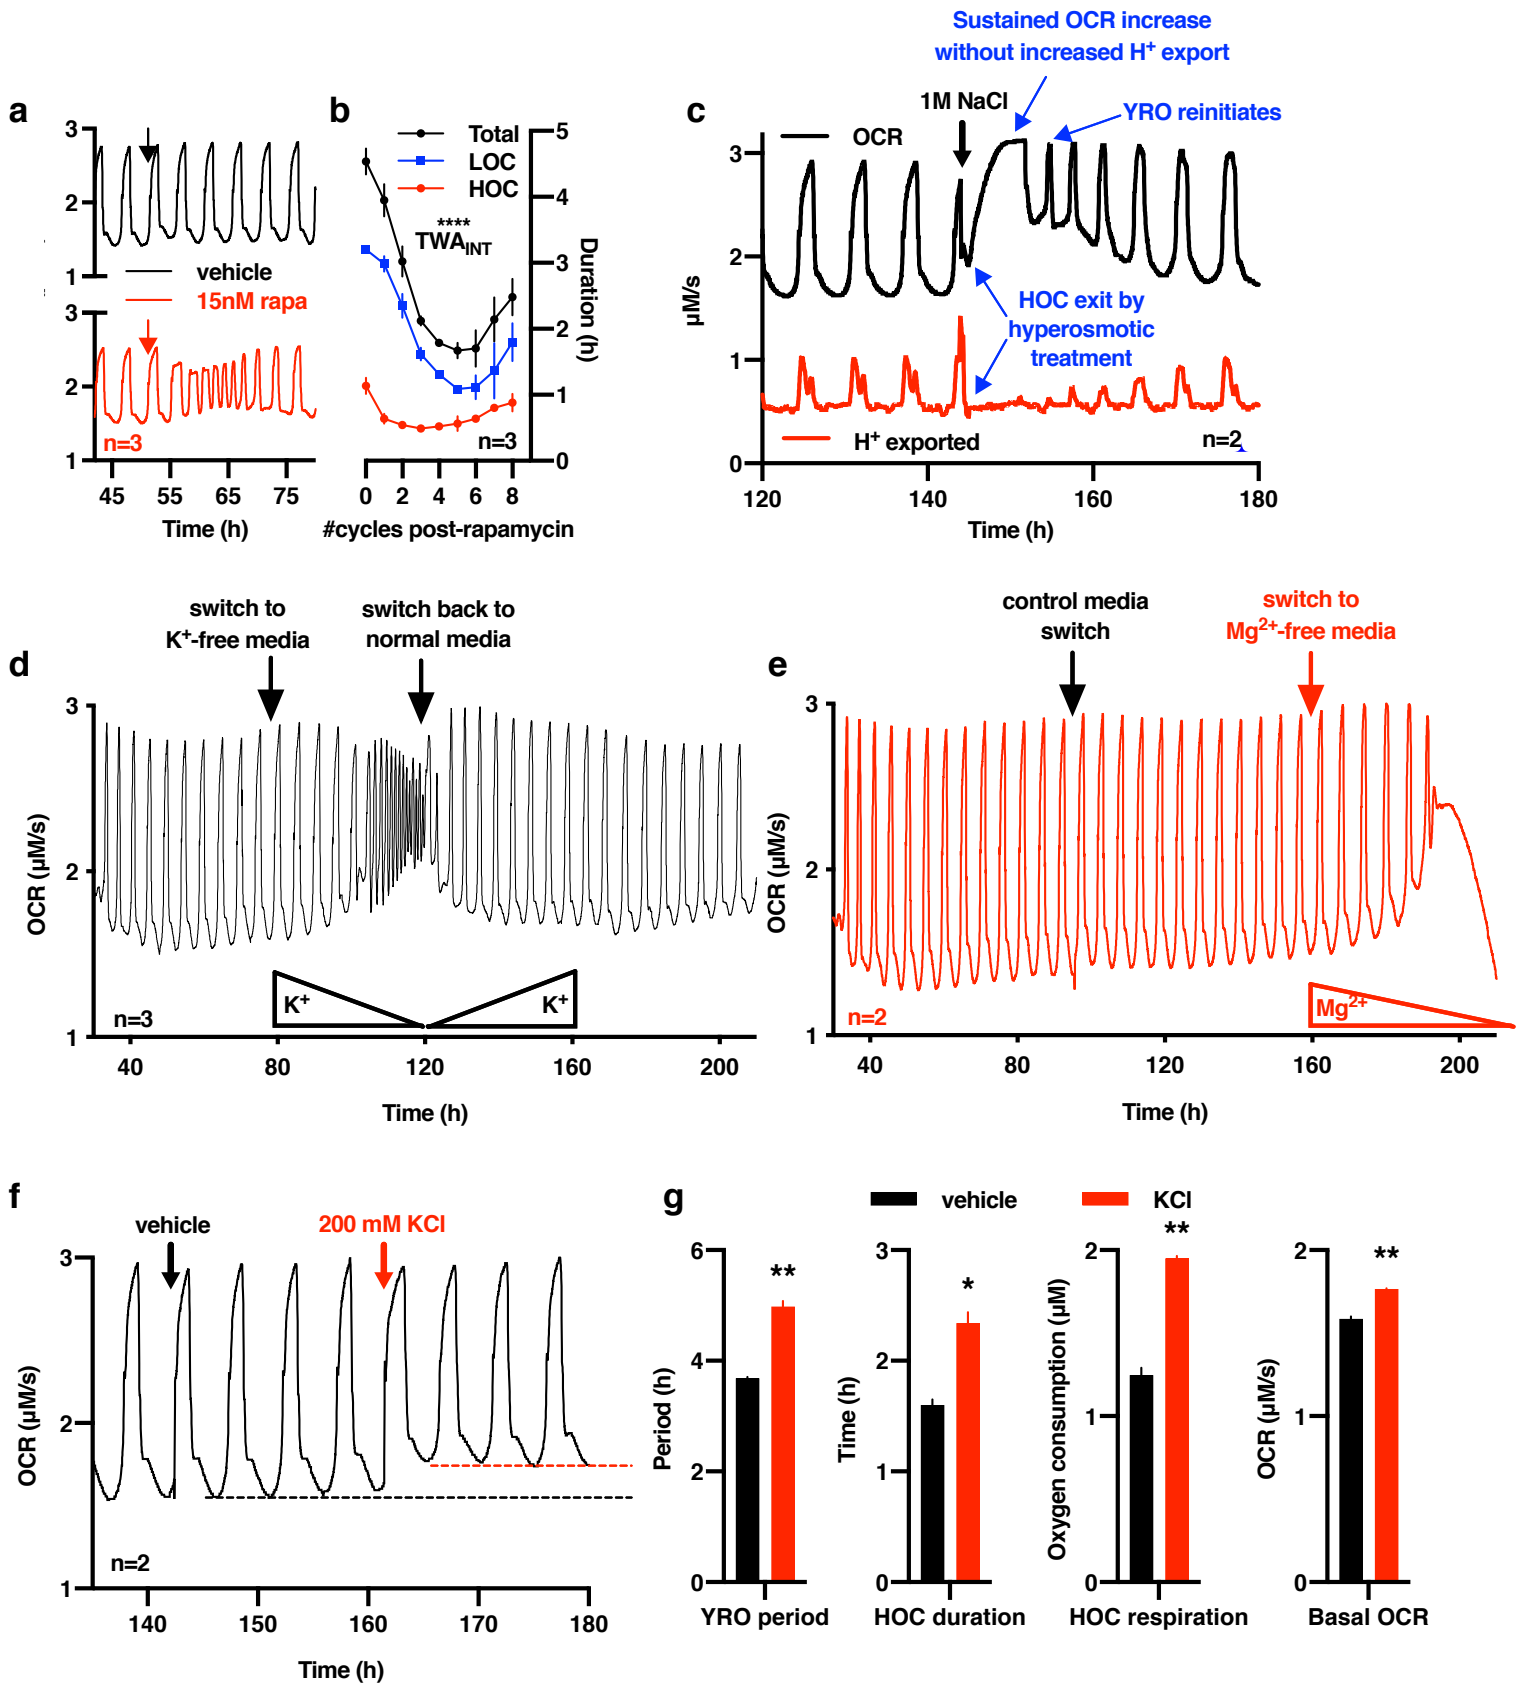 a
3
2
1
vehicle
15nM rapa
3
2
1
n=3
45 55 65 75
Time (h)
b
Total
LOC
HOC
****
TWAINT
5
4
3
2
1
0
Duration (h)
n=3
0 2 4 6 8
#cycles post-rapamycin
c
Sustained OCR increase
without increased H+ export
1M NaCl
YRO reinitiates
OCR
HOC exit by
hyperosmotic
treatment
H+ exported
n=2
µM/s
3
2
1
0
120 140 160 180
Time (h)
d
switch to
K+-free media
switch back to
normal media
OCR (µM/s)
3
2
1
K+
K+
n=3
40 80 120 160 200
Time (h)
e
control media
switch
switch to
Mg2+-free media
OCR (µM/s)
3
2
1
Mg2+
n=2
40 80 120 160 200
Time (h)
f
vehicle
200 mM KCl
OCR (µM/s)
3
2
1
n=2
140 150 160 170 180
Time (h)
g
vehicle
KCl
Period (h)
6
4
2
0
**
YRO period
Time (h)
3
2
1
0
*
HOC duration
Oxygen consumption (µM)
2
1
0
**
HOC respiration
OCR (µM/s)
2
1
0
**
Basal OCR